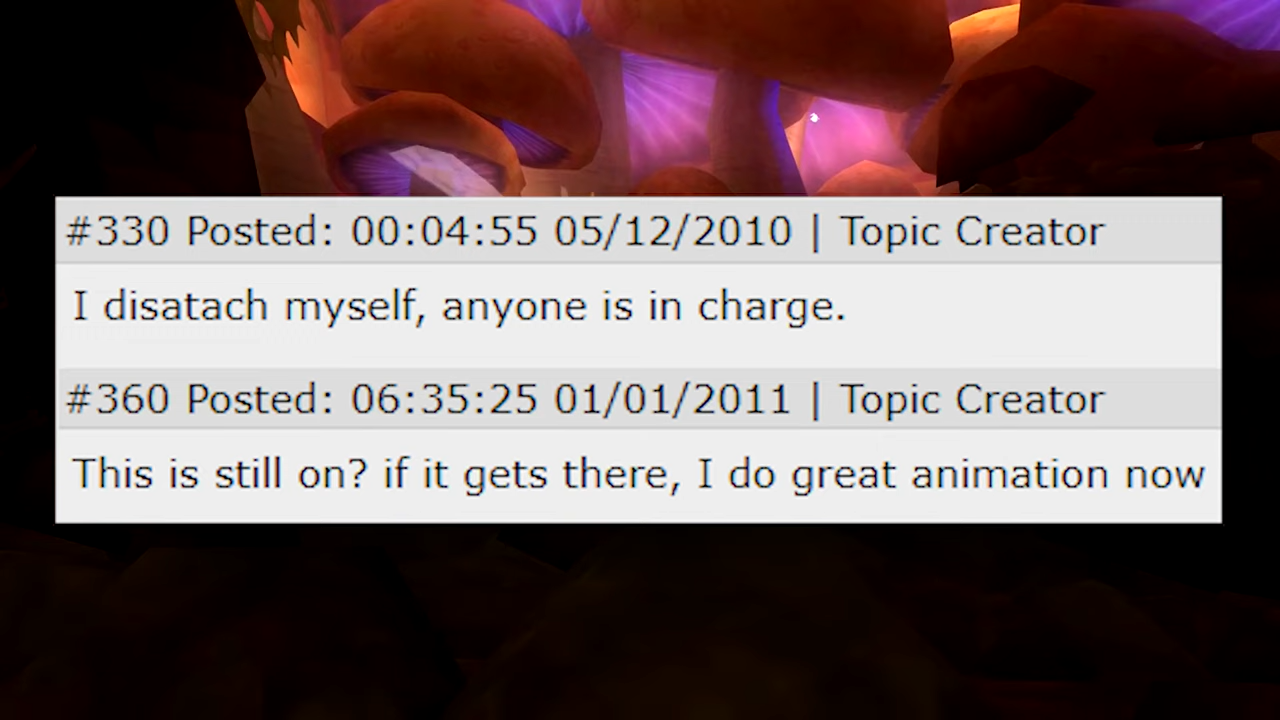 #330 Posted: 00:04:55 05/12/2010 | Topic Creator
I disatach myself, anyone is in charge.
#360 Posted: 06:35:25 01/01/2011 | Topic Creator
This is still on? if it gets there, I do great animation now